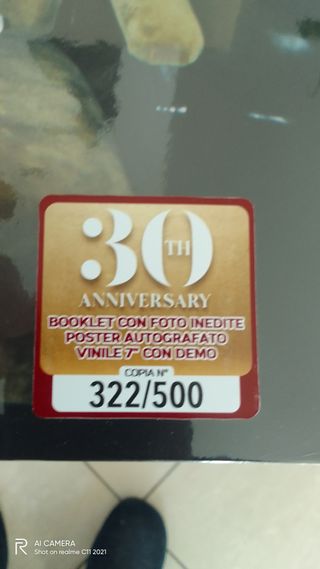 30TH
ANNIVERSARY
BOOKLET CON FOTO INEDITE
POSTER AUTOGRAFATO
VINILE 7" CON DEMO
COPIA N°
322/500
R
AI CAMERA
Shot on realme C11 2021